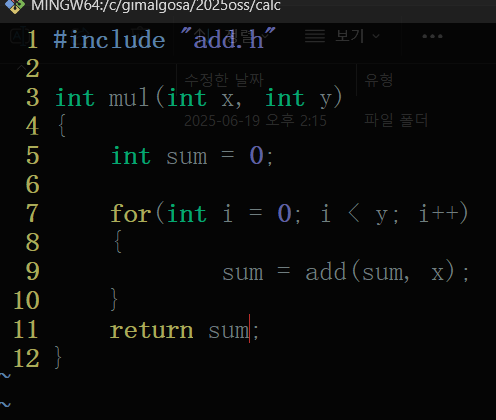 MINGW64:/c/gimalgosa/2025oss/calc
정렬 보기 ...
1 #include "add.h"
2
수정한 날짜 유형
3 int mul(int x, int y)
2025-06-19 오후 2:15 파일 폴더
4 {
5 int sum = 0;
6
7 for(int i = 0; i < y; i++)
8 {
9 sum = add(sum, x);
10 }
11 return sum;
12 }
~
~